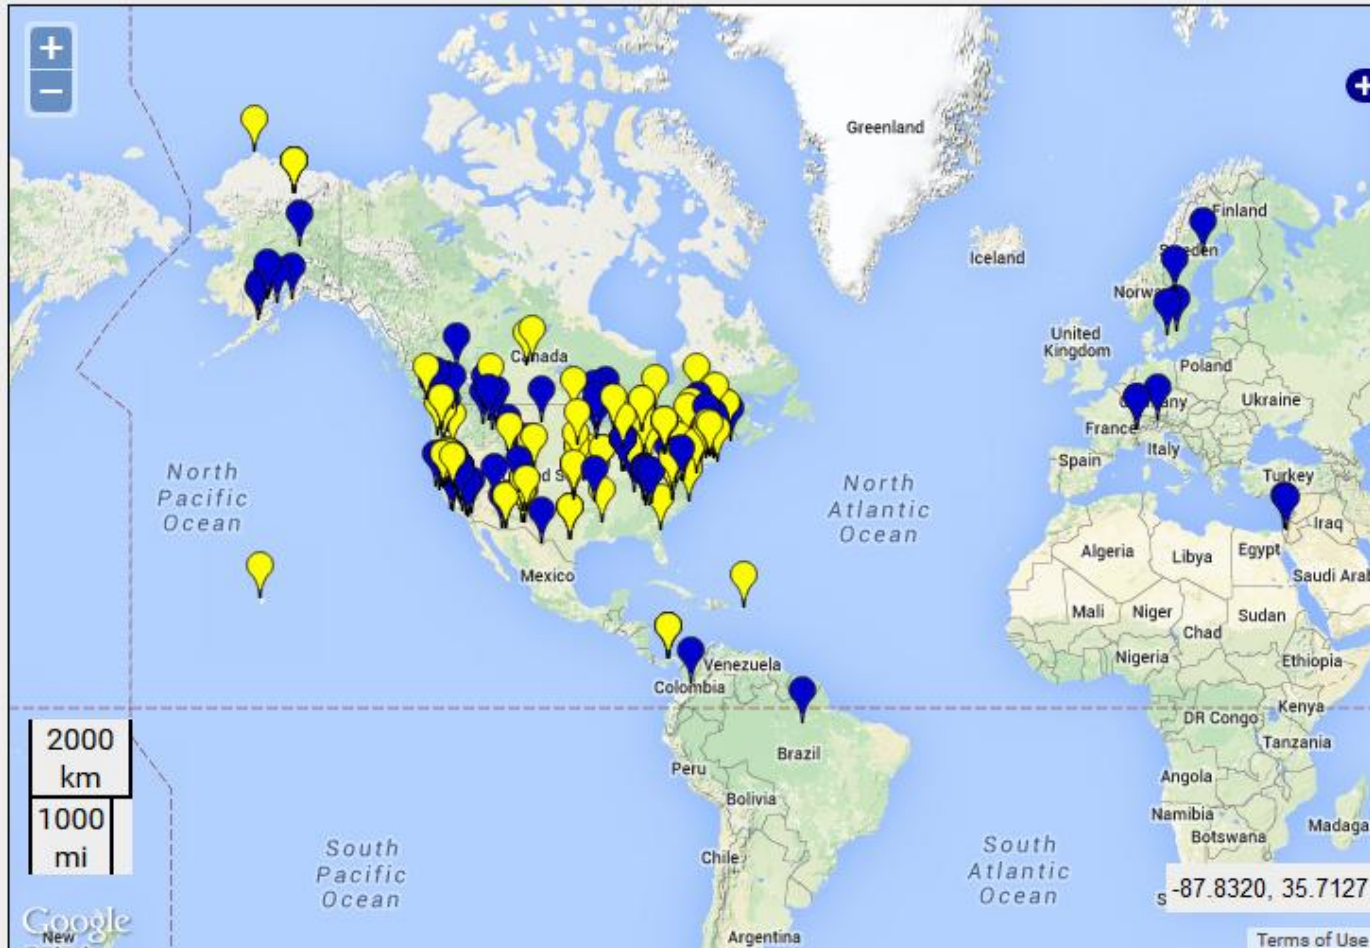 +
−
+
Greenland
Finland
Iceland
Sweden
Norway
Canada
United
Kingdom
Poland
Germany
Ukraine
France
Italy
Spain
Turkey
North
Pacific
Ocean
North
Atlantic
Ocean
Iraq
Algeria
Libya
Egypt
Mexico
Saudi Arab
Mali
Niger
Sudan
Chad
Venezuela
Nigeria
Ethiopia
Colombia
DR Congo
Kenya
2000
km
Brazil
Tanzania
Peru
Angola
Bolivia
1000
mi
Namibia
Botswana
Madaga
South
Pacific
Ocean
South
Atlantic
Ocean
Chile
-87.8320, 35.7127
Google
New
Argentina
Terms of Use